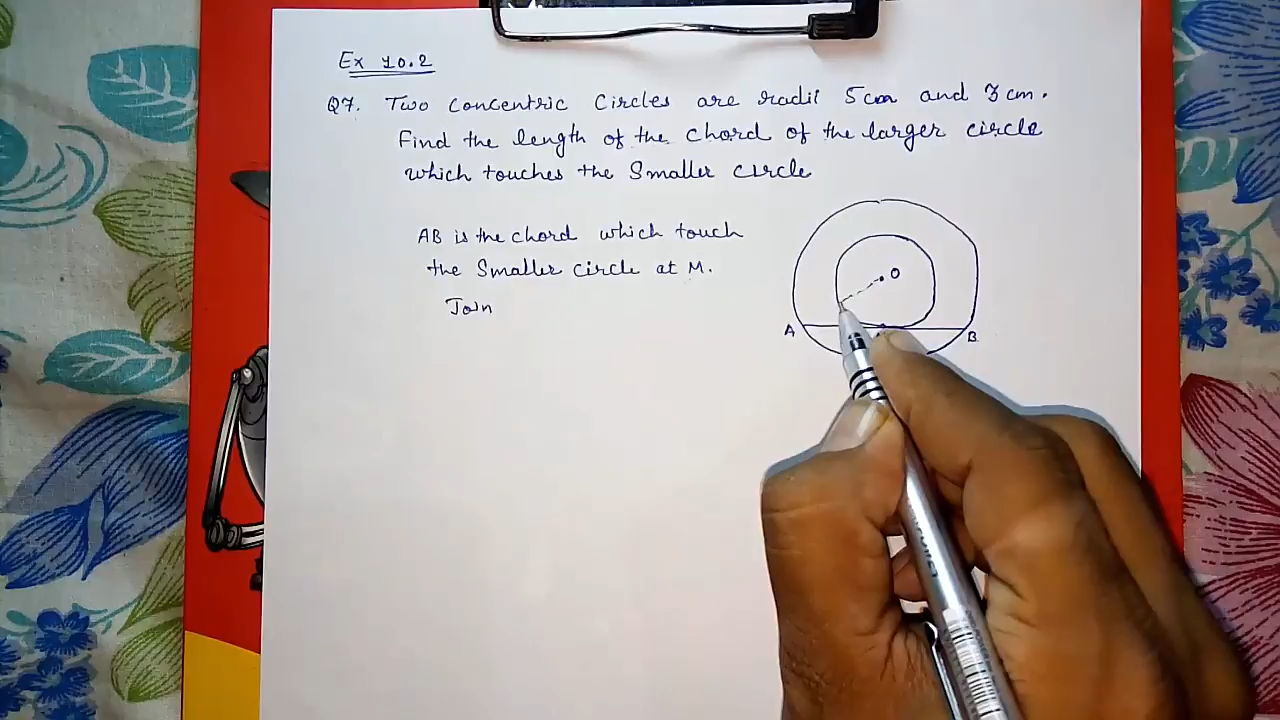 Ex 10.2
Q7. Two Concentric Circles are radii 5cm and 3cm.
Find the length of the chord of the larger circle
which touches the Smaller circle
AB is the chord which touch
the Smaller circle at M.
Join
O
A
B